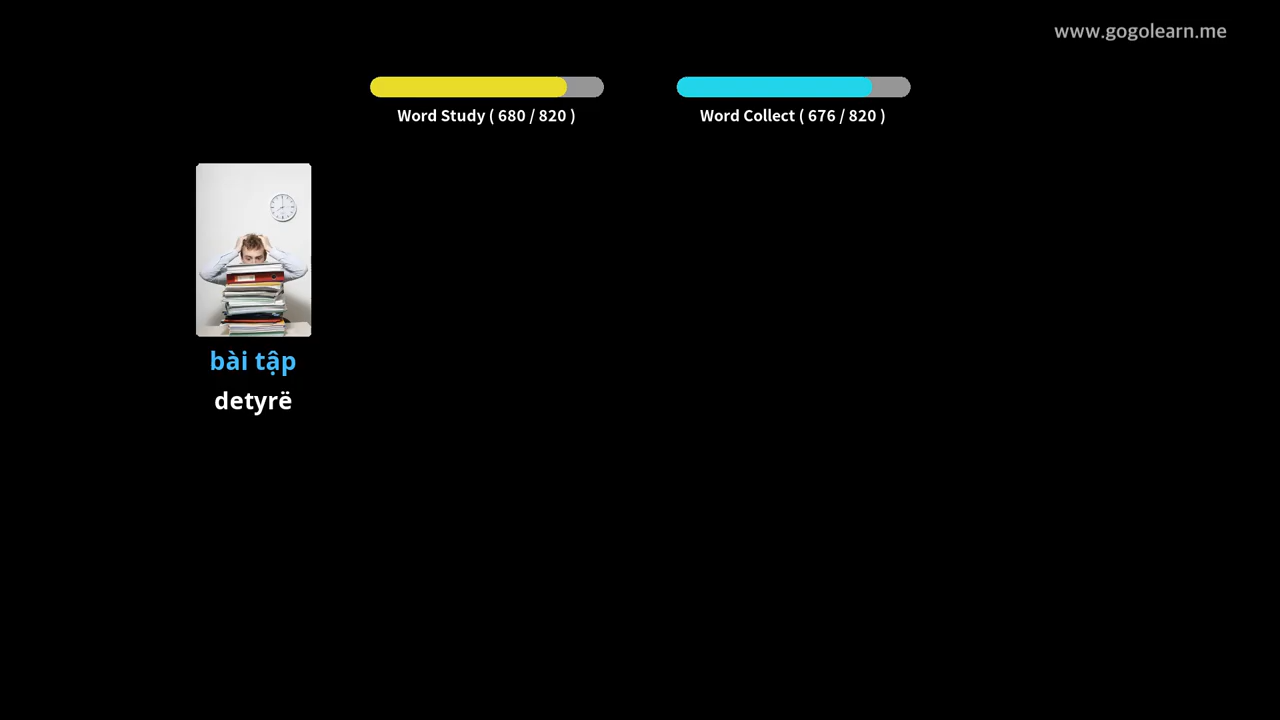 www.gogolearn.me
Word Study ( 680 / 820 )
Word Collect ( 676 / 820 )
bài tập
detyrë